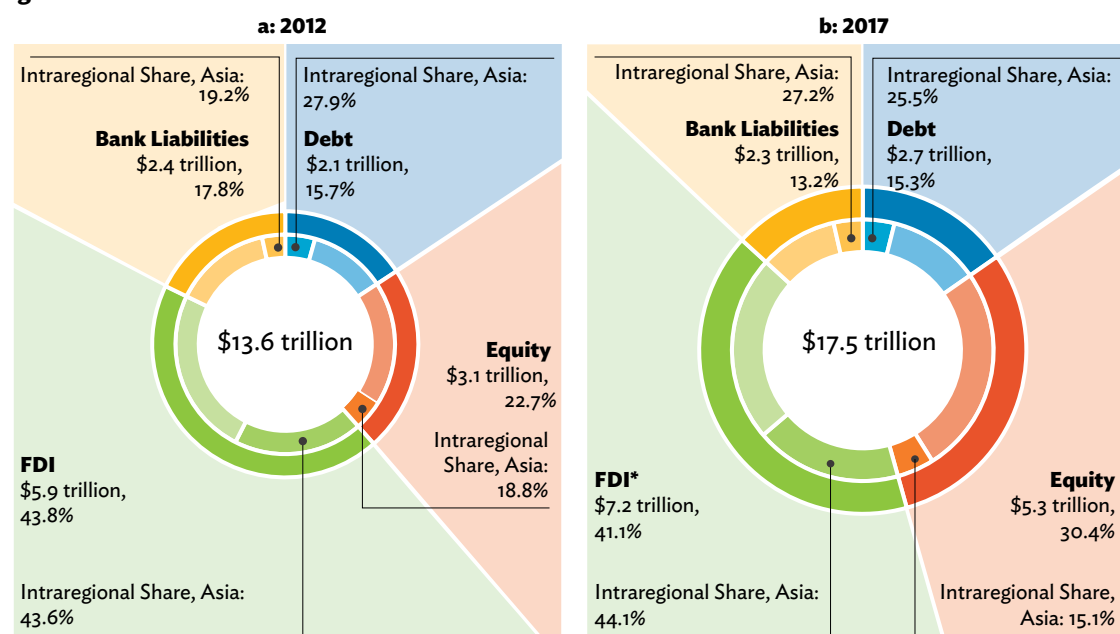 a: 2012
Intraregional Share, Asia:
19.2%
Bank Liabilities
$2.4 trillion,
17.8%
Intraregional Share, Asia:
27.9%
Debt
$2.1 trillion,
15.7%
$13.6 trillion
Equity
$3.1 trillion,
22.7%
Intraregional
Share, Asia:
18.8%
FDI
$5.9 trillion,
43.8%
Intraregional Share, Asia:
43.6%
b: 2017
Intraregional Share, Asia:
27.2%
Bank Liabilities
$2.3 trillion,
13.2%
Intraregional Share, Asia:
25.5%
Debt
$2.7 trillion,
15.3%
$17.5 trillion
FDI*
$7.2 trillion,
41.1%
Equity
$5.3 trillion,
30.4%
Intraregional Share, Asia:
44.1%
Intraregional Share,
Asia: 15.1%